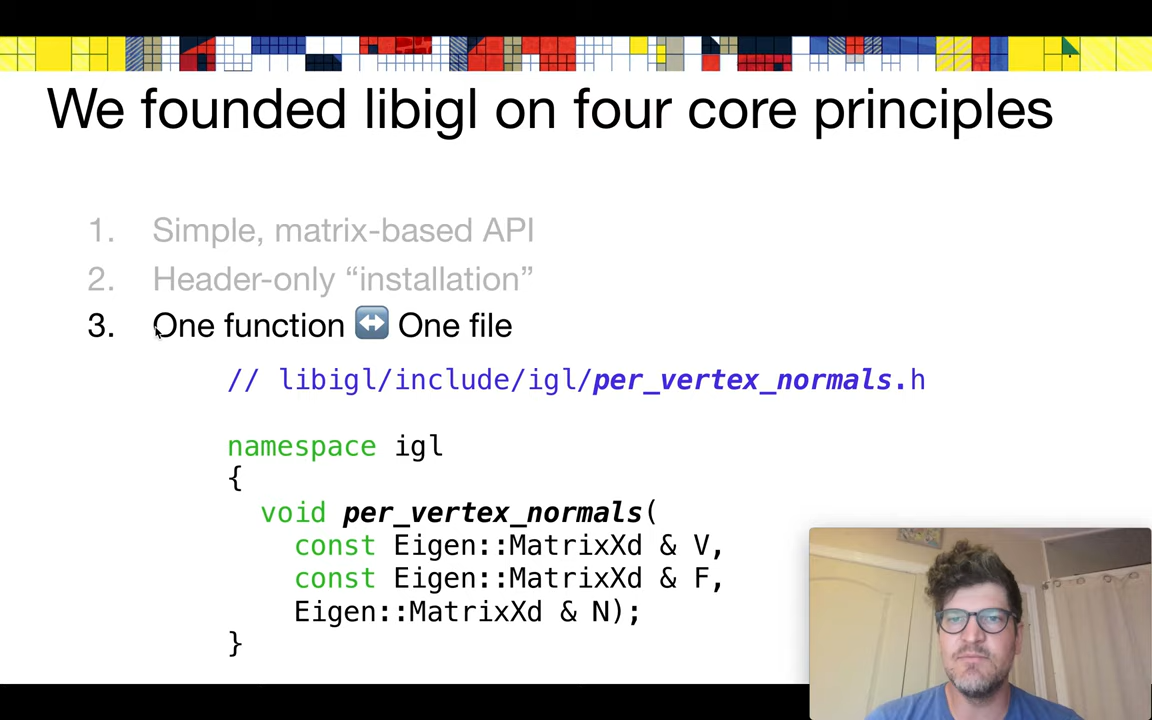 We founded libigl on four core principles
1. Simple, matrix-based API
2. Header-only “installation”
3. One function ↔️ One file
// libigl/include/igl/per_vertex_normals.h
namespace igl
{
void per_vertex_normals(
const Eigen::MatrixXd & V,
const Eigen::MatrixXd & F,
Eigen::MatrixXd & N);
}